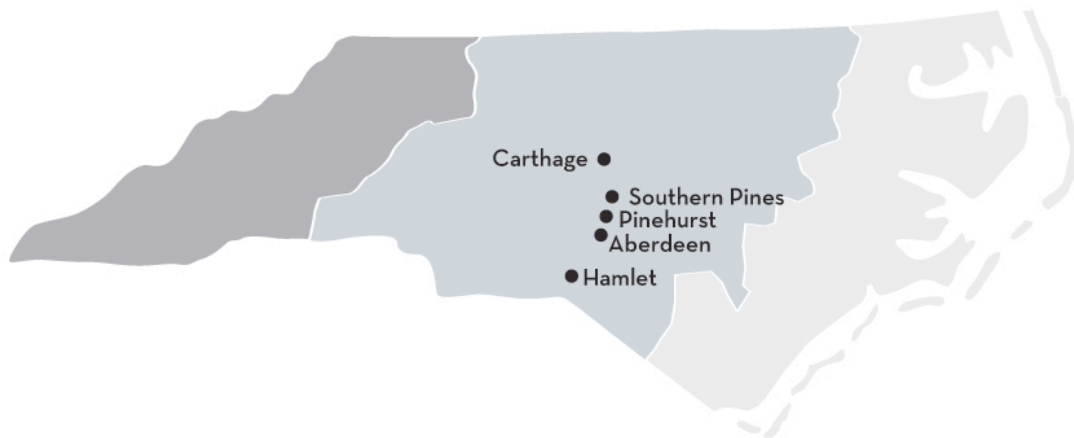 Carthage
Southern Pines
Pinehurst
Aberdeen
Hamlet